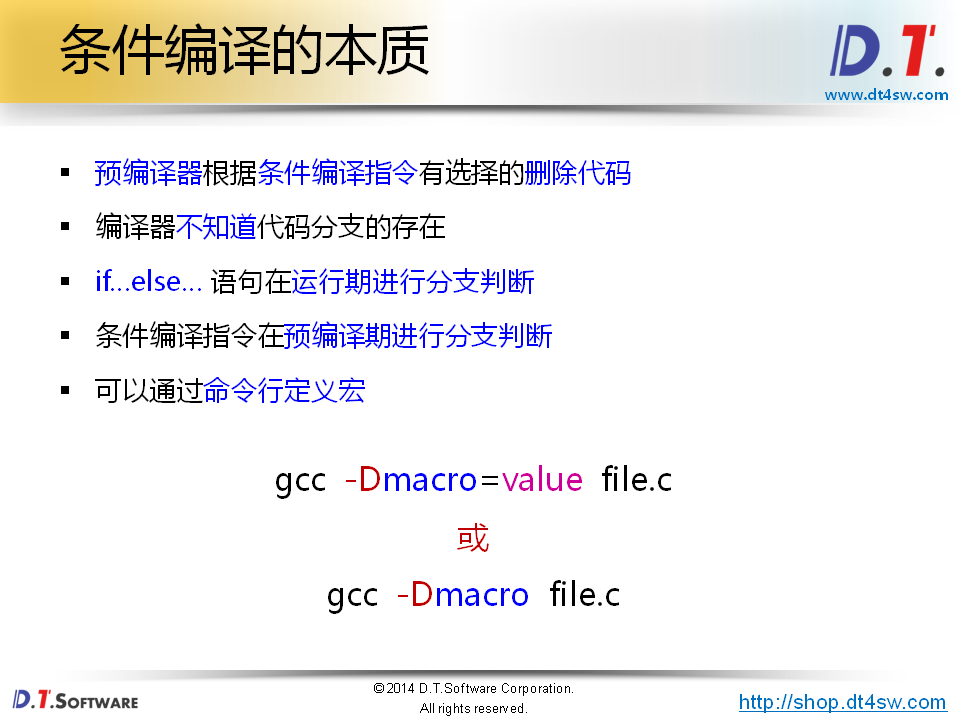 条件编译的本质
D.T.
www.dt4sw.com
▪ 预编译器根据条件编译指令有选择的删除代码
▪ 编译器不知道代码分支的存在
▪ if...else... 语句在运行期进行分支判断
▪ 条件编译指令在预编译期进行分支判断
▪ 可以通过命令行定义宏
gcc -Dmacro=value file.c
或
gcc -Dmacro file.c
D.T.SOFTWARE
©2014 D.T.Software Corporation.
All rights reserved.
http://shop.dt4sw.com